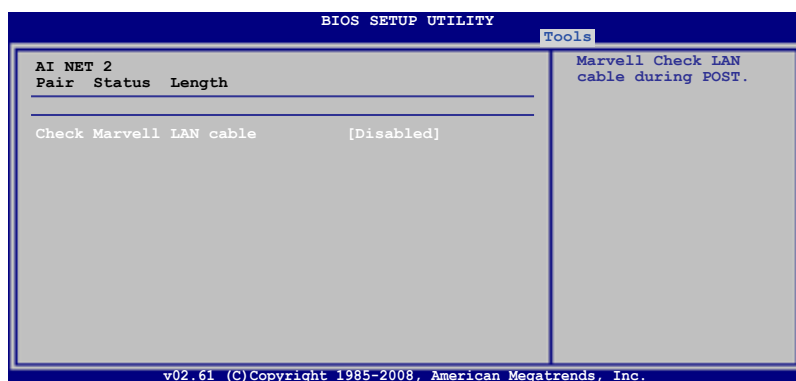 BIOS SETUP UTILITY
Tools
AI NET 2
Pair Status Length
Check Marvell LAN cable [Disabled]
Marvell Check LAN
cable during POST.
v02.61 (C)Copyright 1985-2008, American Megatrends, Inc.